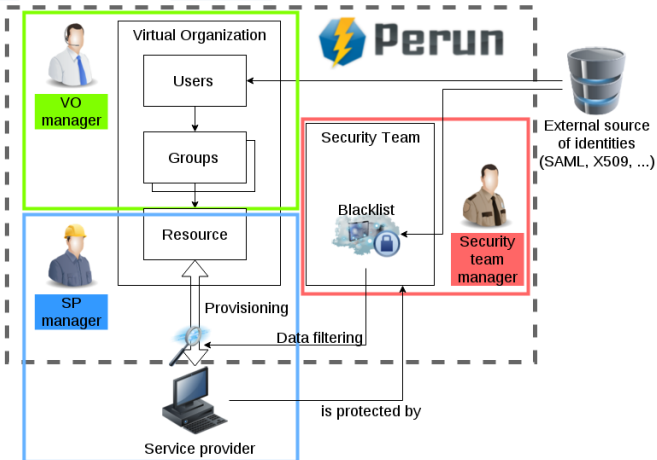 Virtual Organization
Perun
Users
VO
manager
External source
of identities
(SAML, X509, ...)
Security Team
Groups
Blacklist
Resource
Security
team
manager
SP
manager
Provisioning
Data filtering
is protected by
Service provider